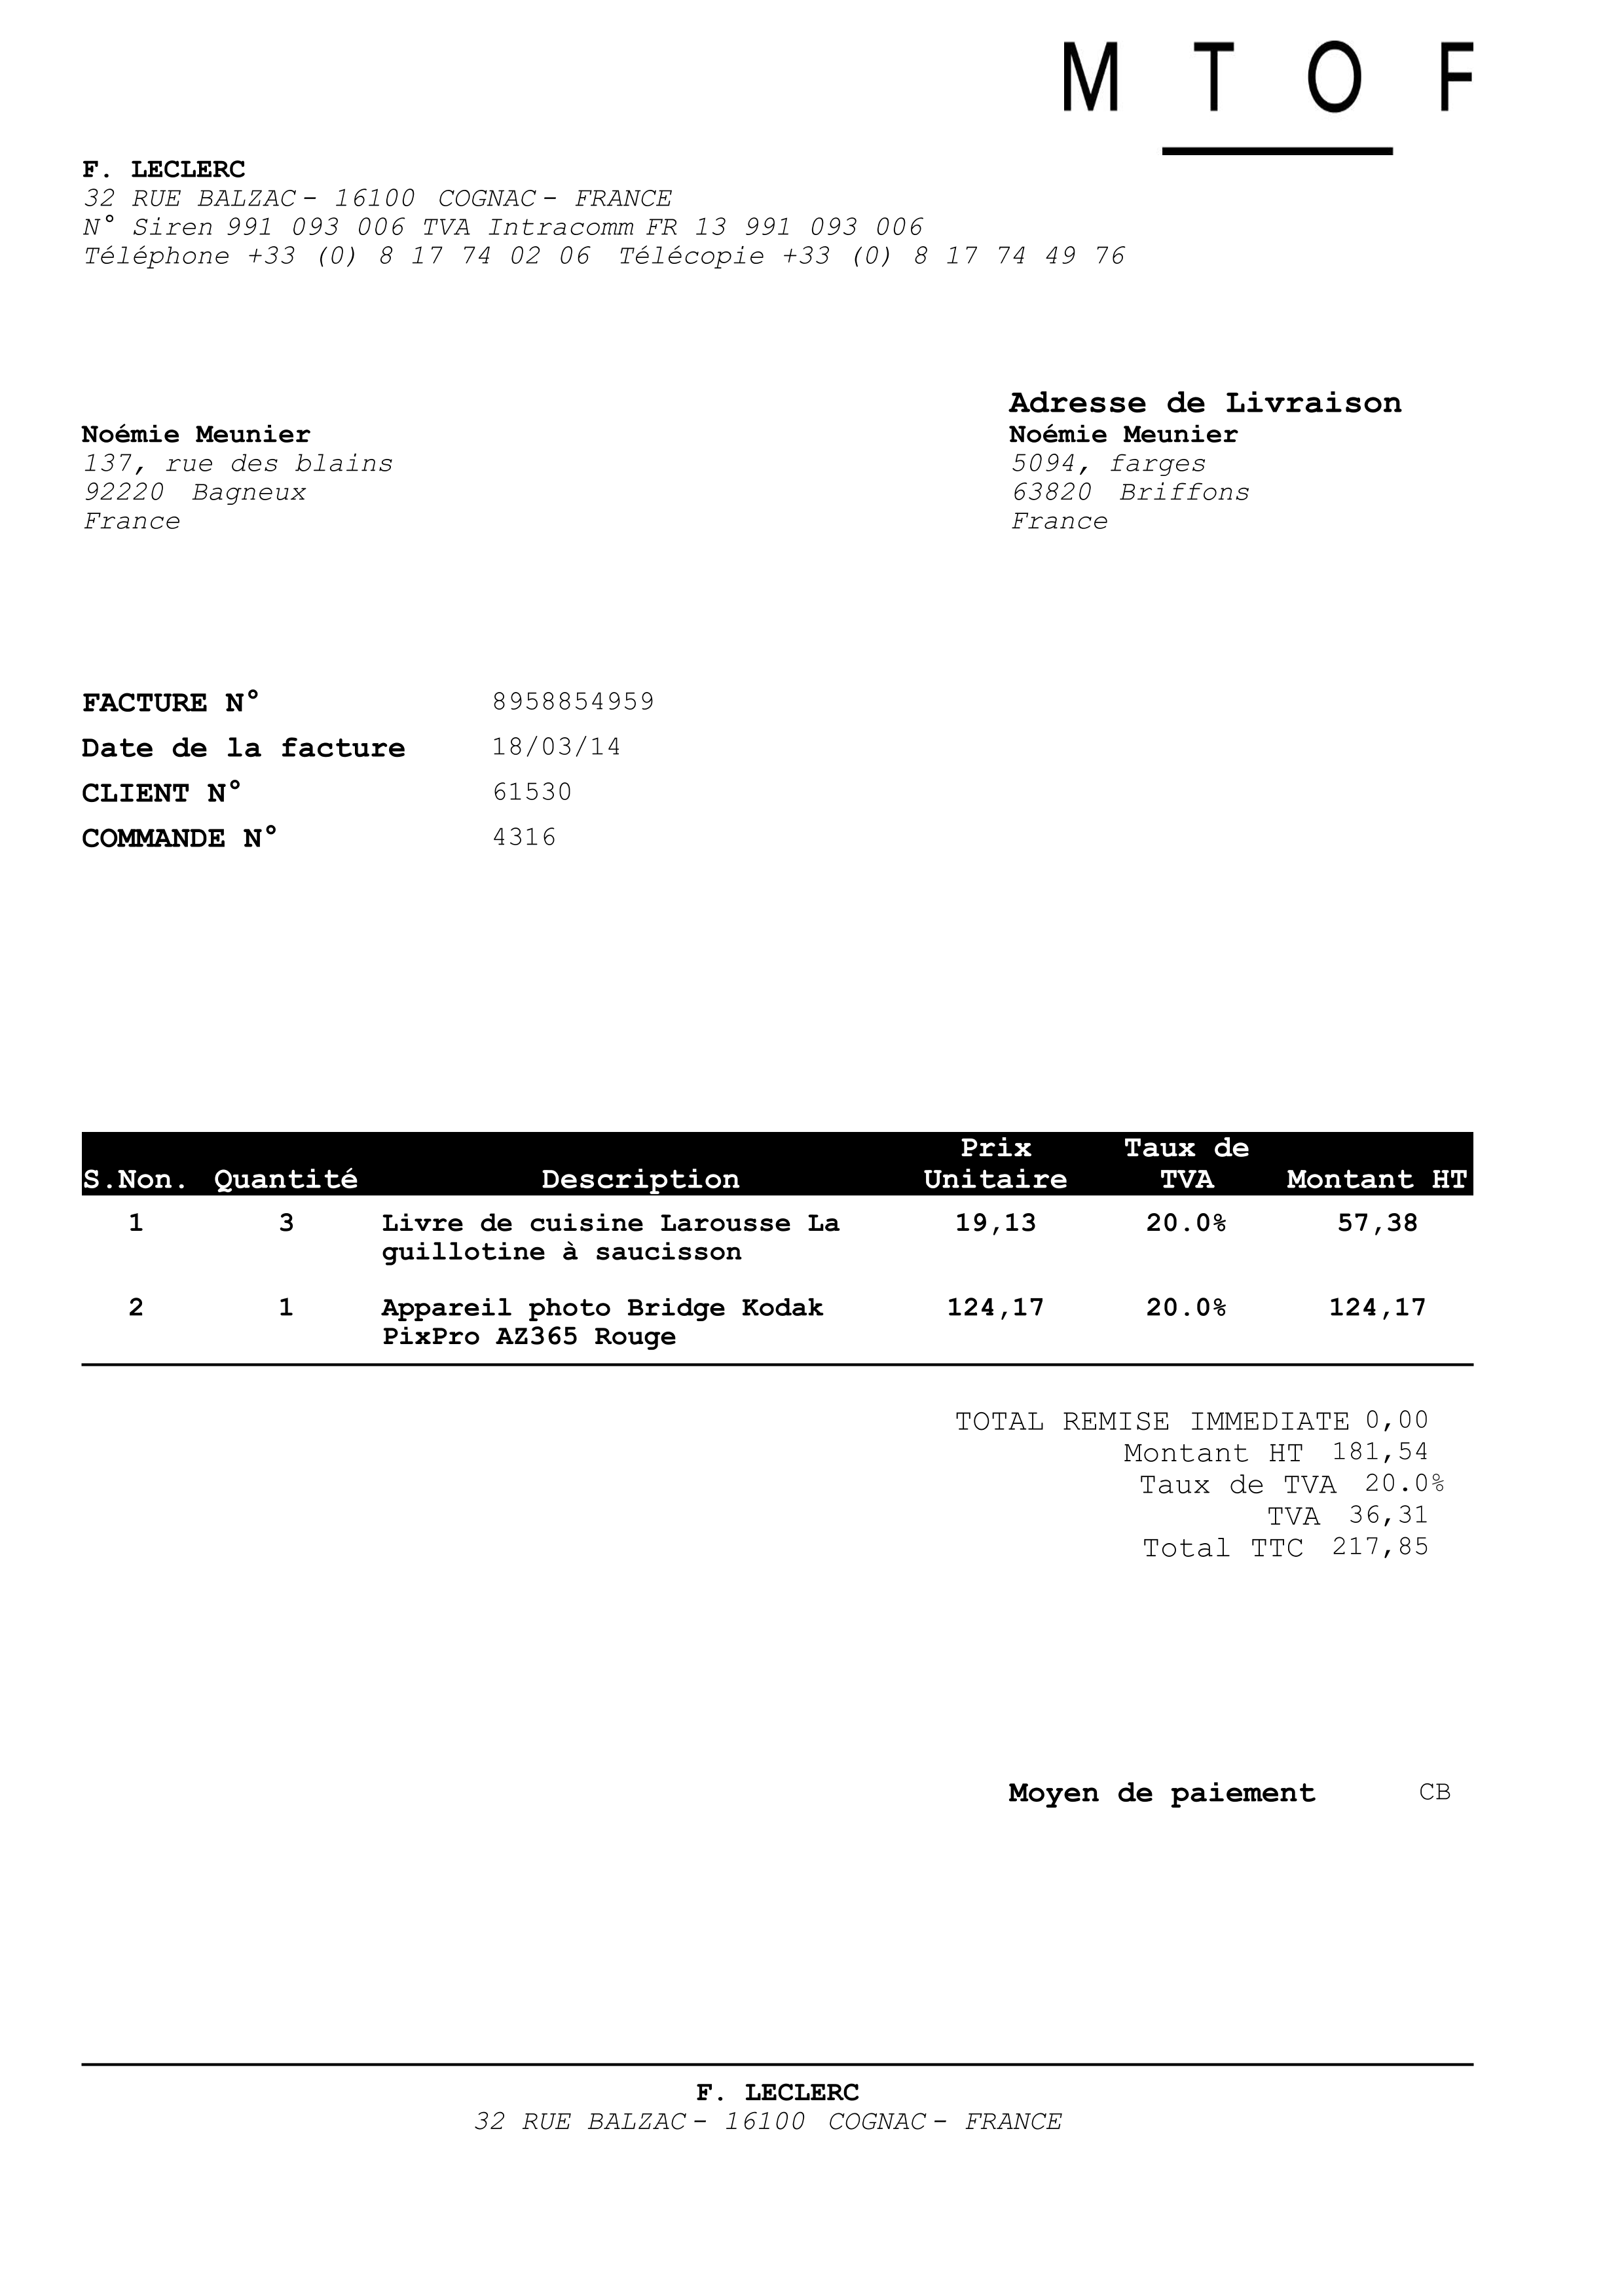 M T O F
F. LECLERC
32 RUE BALZAC - 16100 COGNAC - FRANCE
N° Siren 991 093 006 TVA Intracomm FR 13 991 093 006
Téléphone +33 (0) 8 17 74 02 06 Télécopie +33 (0) 8 17 74 49 76
Noémie Meunier
137, rue des blains
92220 Bagneux
France
Adresse de Livraison
Noémie Meunier
5094, farges
63820 Briffons
France
FACTURE N° 8958854959
Date de la facture 18/03/14
CLIENT N° 61530
COMMANDE N° 4316
S.Non. Quantité Description Prix Unitaire Taux de TVA Montant HT
1 3 Livre de cuisine Larousse La 19,13 20.0% 57,38
guillotine à saucisson
2 1 Appareil photo Bridge Kodak 124,17 20.0% 124,17
PixPro AZ365 Rouge
TOTAL REMISE IMMEDIATE 0,00
Montant HT 181,54
Taux de TVA 20.0%
TVA 36,31
Total TTC 217,85
Moyen de paiement CB
F. LECLERC
32 RUE BALZAC - 16100 COGNAC - FRANCE